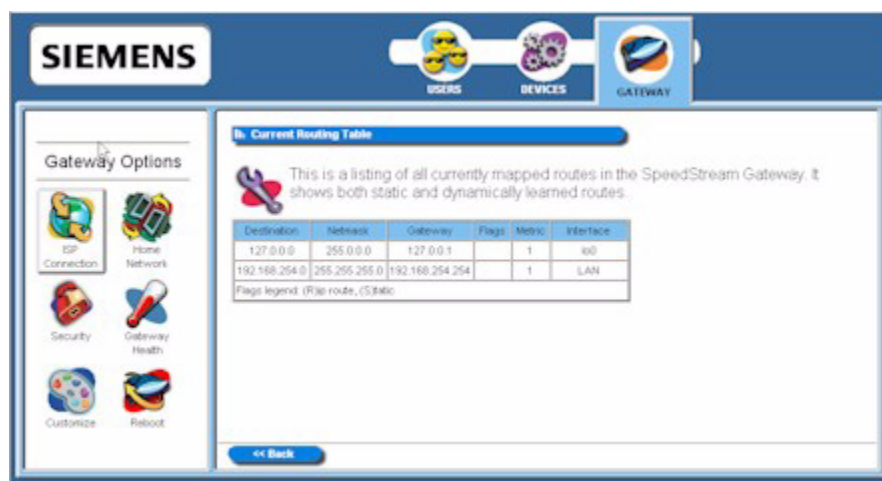 SIEMENS
USERS
DEVICES
GATEWAY
Gateway Options
ISP Connection
Home Network
Security
Gateway Health
Customize
Reboot
Current Routing Table
This is a listing of all currently mapped routes in the SpeedStream Gateway. It
shows both static and dynamically learned routes.
Destination Netmask Gateway Flags Metric Interface
127.0.0.0 255.0.0.0 127.0.0.1 1 lo0
192.168.254.0 255.255.255.0 192.168.254.254 1 LAN
Flags legend: (R)ip route, (S)tatic
<< Back